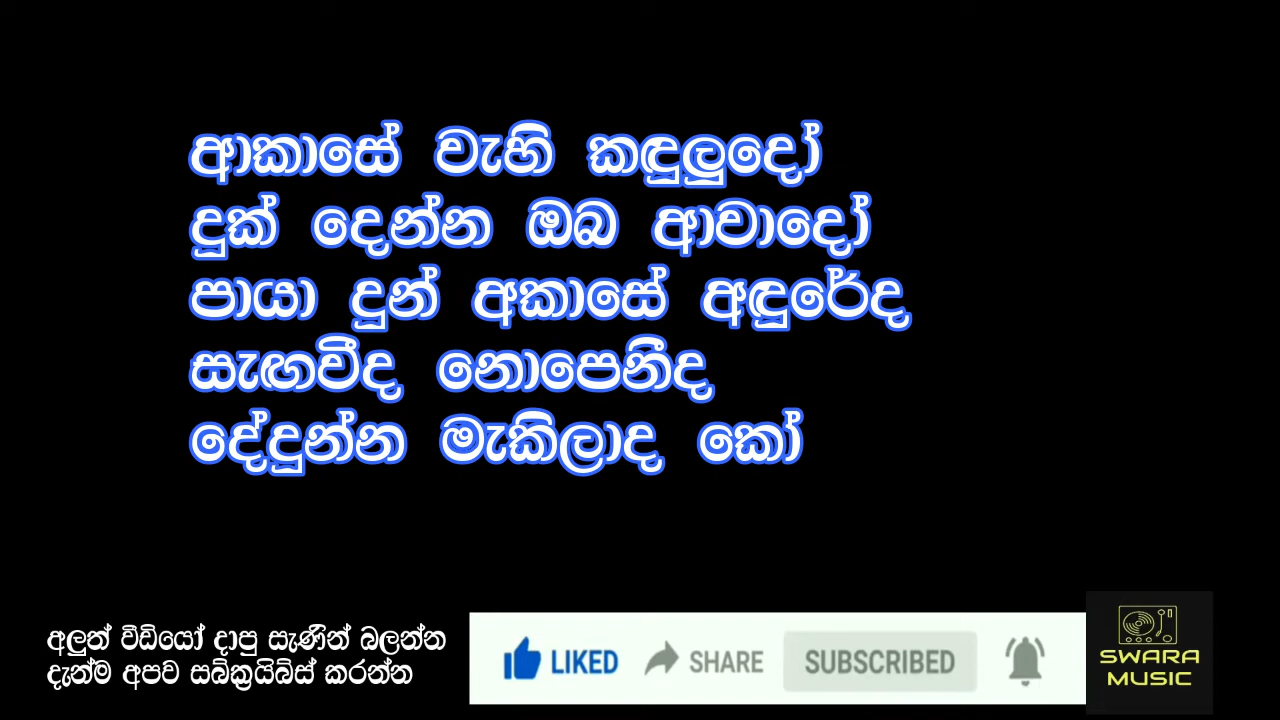 ආකාසේ වැහි කඳුලුදෝ
දුක් දෙන්න ඔබ ආවාදෝ
පායා දුන් අකාසේ අඳුරේද
සැඟවීද නොපෙනීද
දේදුන්න මැකිලාද කෝ
අලුත් වීඩියෝ දාපු සැණින් බලන්න
දැන්ම අපව සබ්ක්‍රයිබ්ස් කරන්න
LIKED SHARE SUBSCRIBED
SWARA
MUSIC